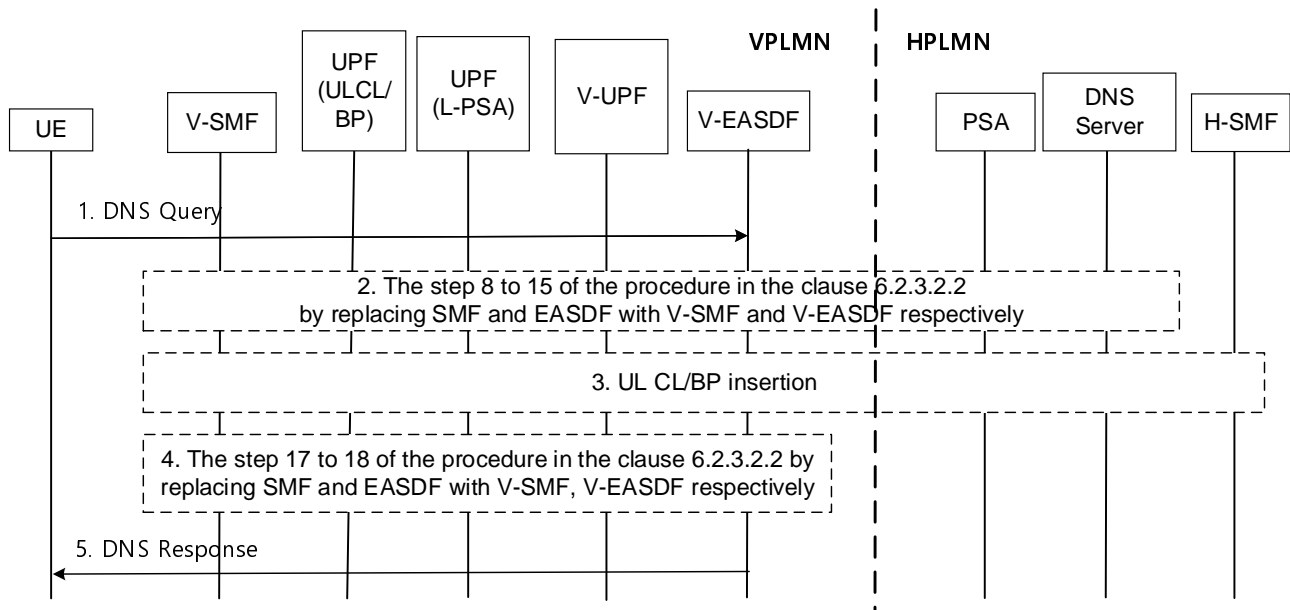 VPLMN
HPLMN
UE
V-SMF
UPF
(ULCL/
BP)
UPF
(L-PSA)
V-UPF
V-EASDF
PSA
DNS
Server
H-SMF
1. DNS Query
2. The step 8 to 15 of the procedure in the clause 6.2.3.2.2
by replacing SMF and EASDF with V-SMF and V-EASDF respectively
3. UL CL/BP insertion
4. The step 17 to 18 of the procedure in the clause 6.2.3.2.2 by
replacing SMF and EASDF with V-SMF, V-EASDF respectively
5. DNS Response